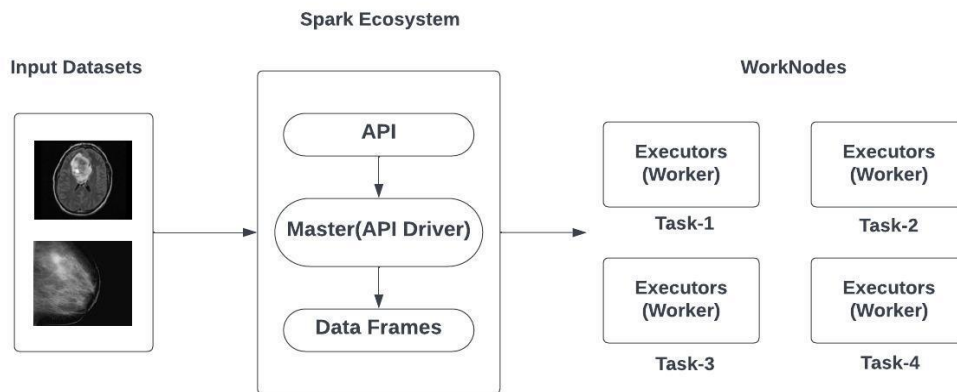 Spark Ecosystem
Input Datasets
WorkNodes
API
Master(API Driver)
Data Frames
Executors
(Worker)
Task-1
Executors
(Worker)
Task-2
Executors
(Worker)
Task-3
Executors
(Worker)
Task-4